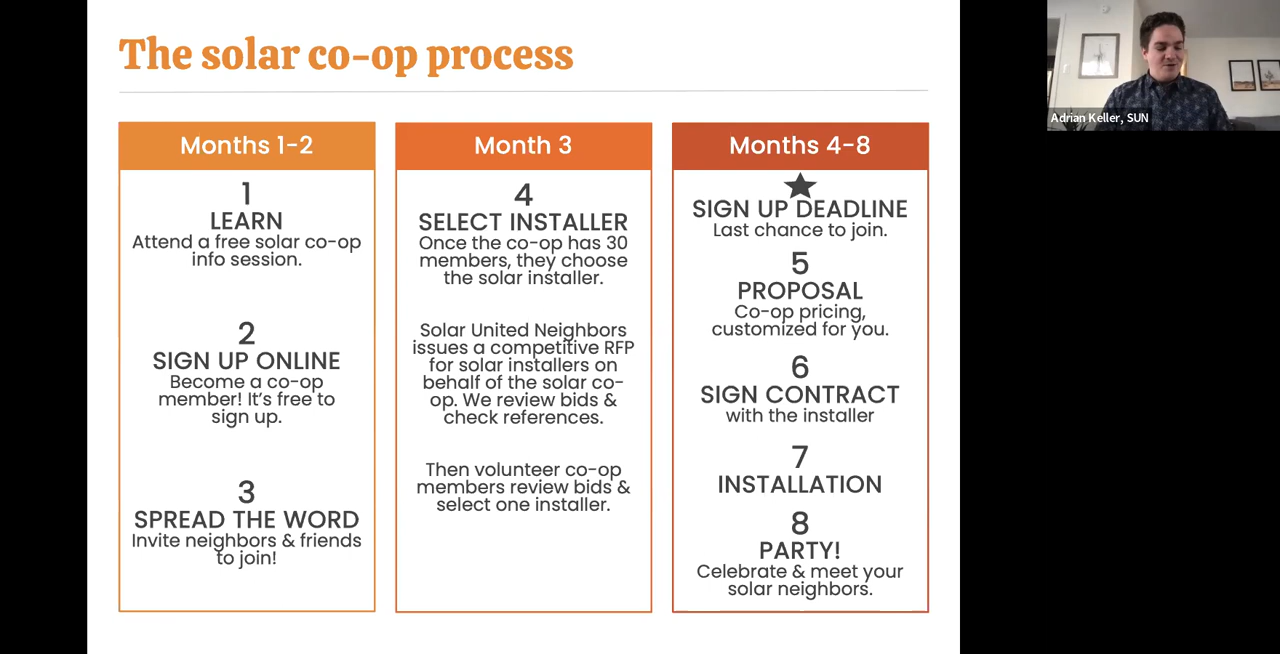 The solar co-op process
Months 1-2
1
LEARN
Attend a free solar co-op
info session.
2
SIGN UP ONLINE
Become a co-op
member! It's free to
sign up.
3
SPREAD THE WORD
Invite neighbors & friends
to join!
Month 3
4
SELECT INSTALLER
Once the co-op has 30
members, they choose
the solar installer.
Solar United Neighbors
issues a competitive RFP
for solar installers on
behalf of the solar co-
op. We review bids &
check references.
Then volunteer co-op
members review bids &
select one installer.
Months 4-8
SIGN UP DEADLINE
Last chance to join.
5
PROPOSAL
Co-op pricing,
customized for you.
6
SIGN CONTRACT
with the installer
7
INSTALLATION
8
PARTY!
Celebrate & meet your
solar neighbors.
Adrian Keller, SUN